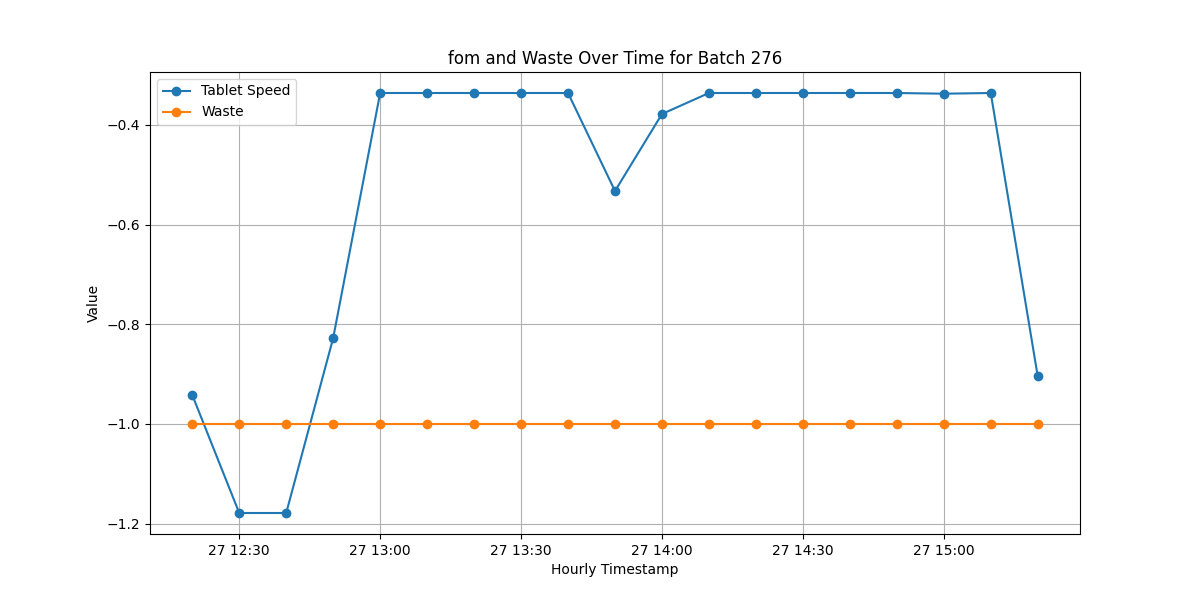 fom and Waste Over Time for Batch 276
Tablet Speed
Waste
−0.4
−0.6
−0.8
−1.0
−1.2
Value
27 12:30 27 13:00 27 13:30 27 14:00 27 14:30 27 15:00
Hourly Timestamp